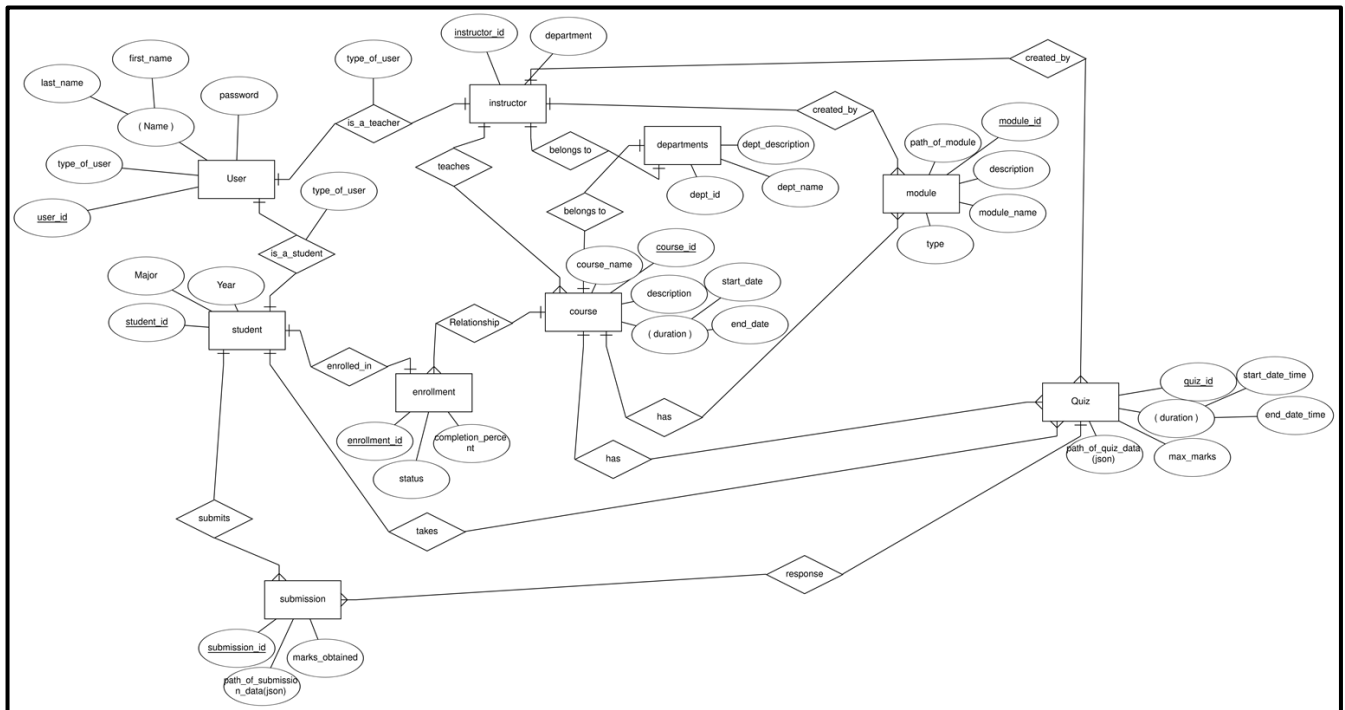 instructor_id
department
first_name
type_of_user
created_by
last_name
password
instructor
created_by
module_id
( Name )
is_a_teacher
path_of_module
departments
dept_description
type_of_user
User
teaches
belongs to
description
type_of_user
dept_id
dept_name
module
user_id
belongs to
module_name
is_a_student
course_id
type
Major
Year
course_name
start_date
description
student_id
student
Relationship
course
( duration )
end_date
enrolled_in
enrollment
quiz_id
start_date_time
Quiz
( duration )
end_date_time
has
enrollment_id
completion_perce
nt
path_of_quiz_data
(json)
max_marks
has
status
submits
takes
response
submission
submission_id
marks_obtained
path_of_submissio
n_data(json)